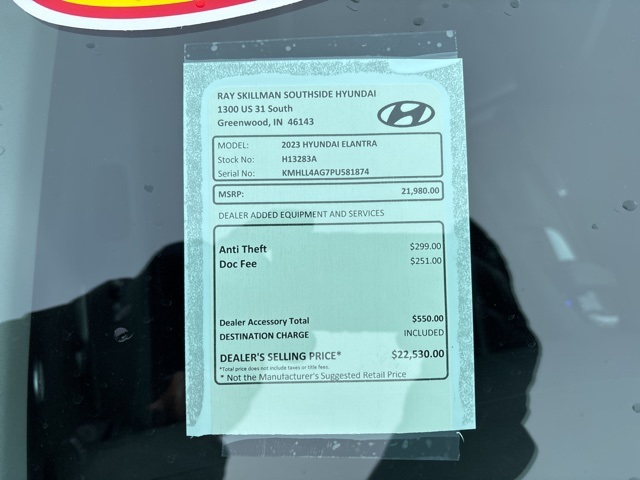 RAY SKILLMAN SOUTHSIDE HYUNDAI
1300 US 31 South
Greenwood, IN 46143
MODEL: 2023 HYUNDAI ELANTRA
Stock No: H13283A
Serial No: KMHLL4AG7PU581874
MSRP: 21,980.00
DEALER ADDED EQUIPMENT AND SERVICES
Anti Theft $299.00
Doc Fee $251.00
Dealer Accessory Total $550.00
DESTINATION CHARGE INCLUDED
DEALER'S SELLING PRICE* $22,530.00
*Total price does not include taxes or title fees.
* Not the Manufacturer's Suggested Retail Price